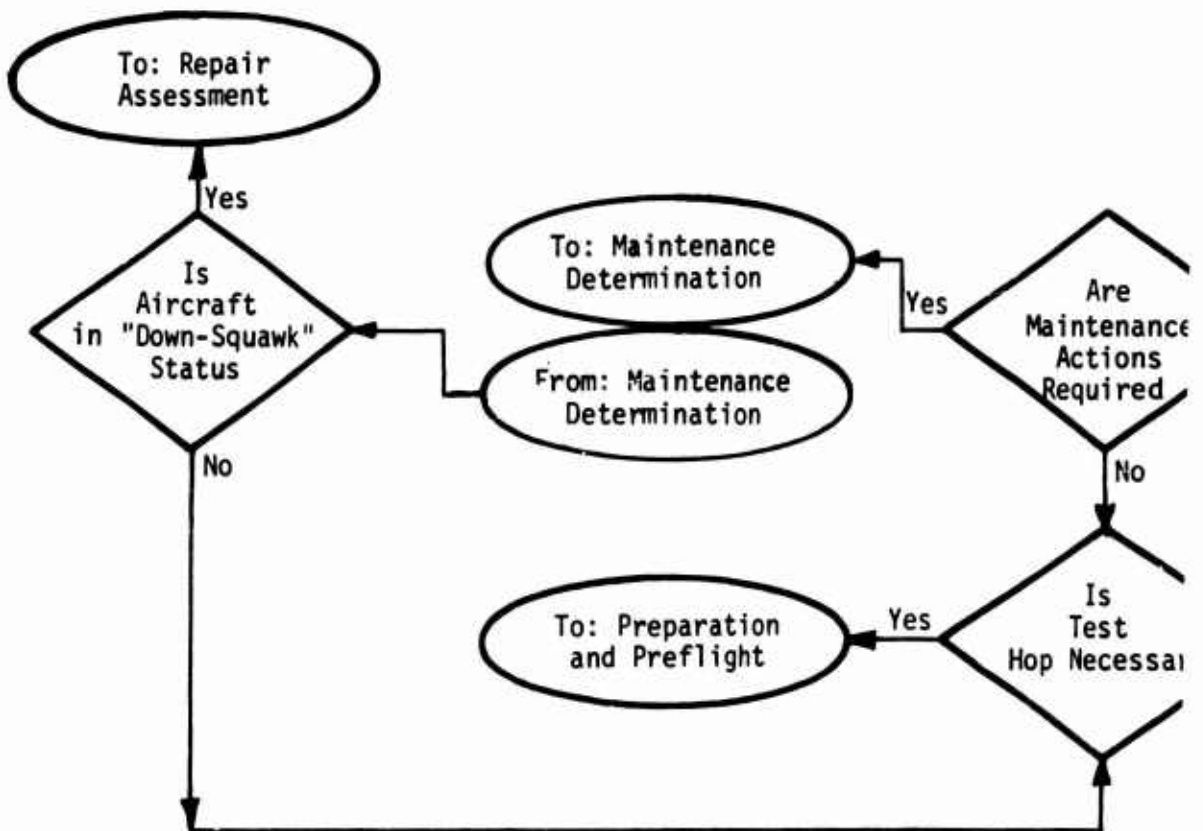 To: Repair
Assessment
Yes
Is
Aircraft
in "Down-Squawk"
Status
No
To: Maintenance
Determination
From: Maintenance
Determination
Yes
Are
Maintenance
Actions
Required
No
To: Preparation
and Preflight
Yes
Is
Test
Hop